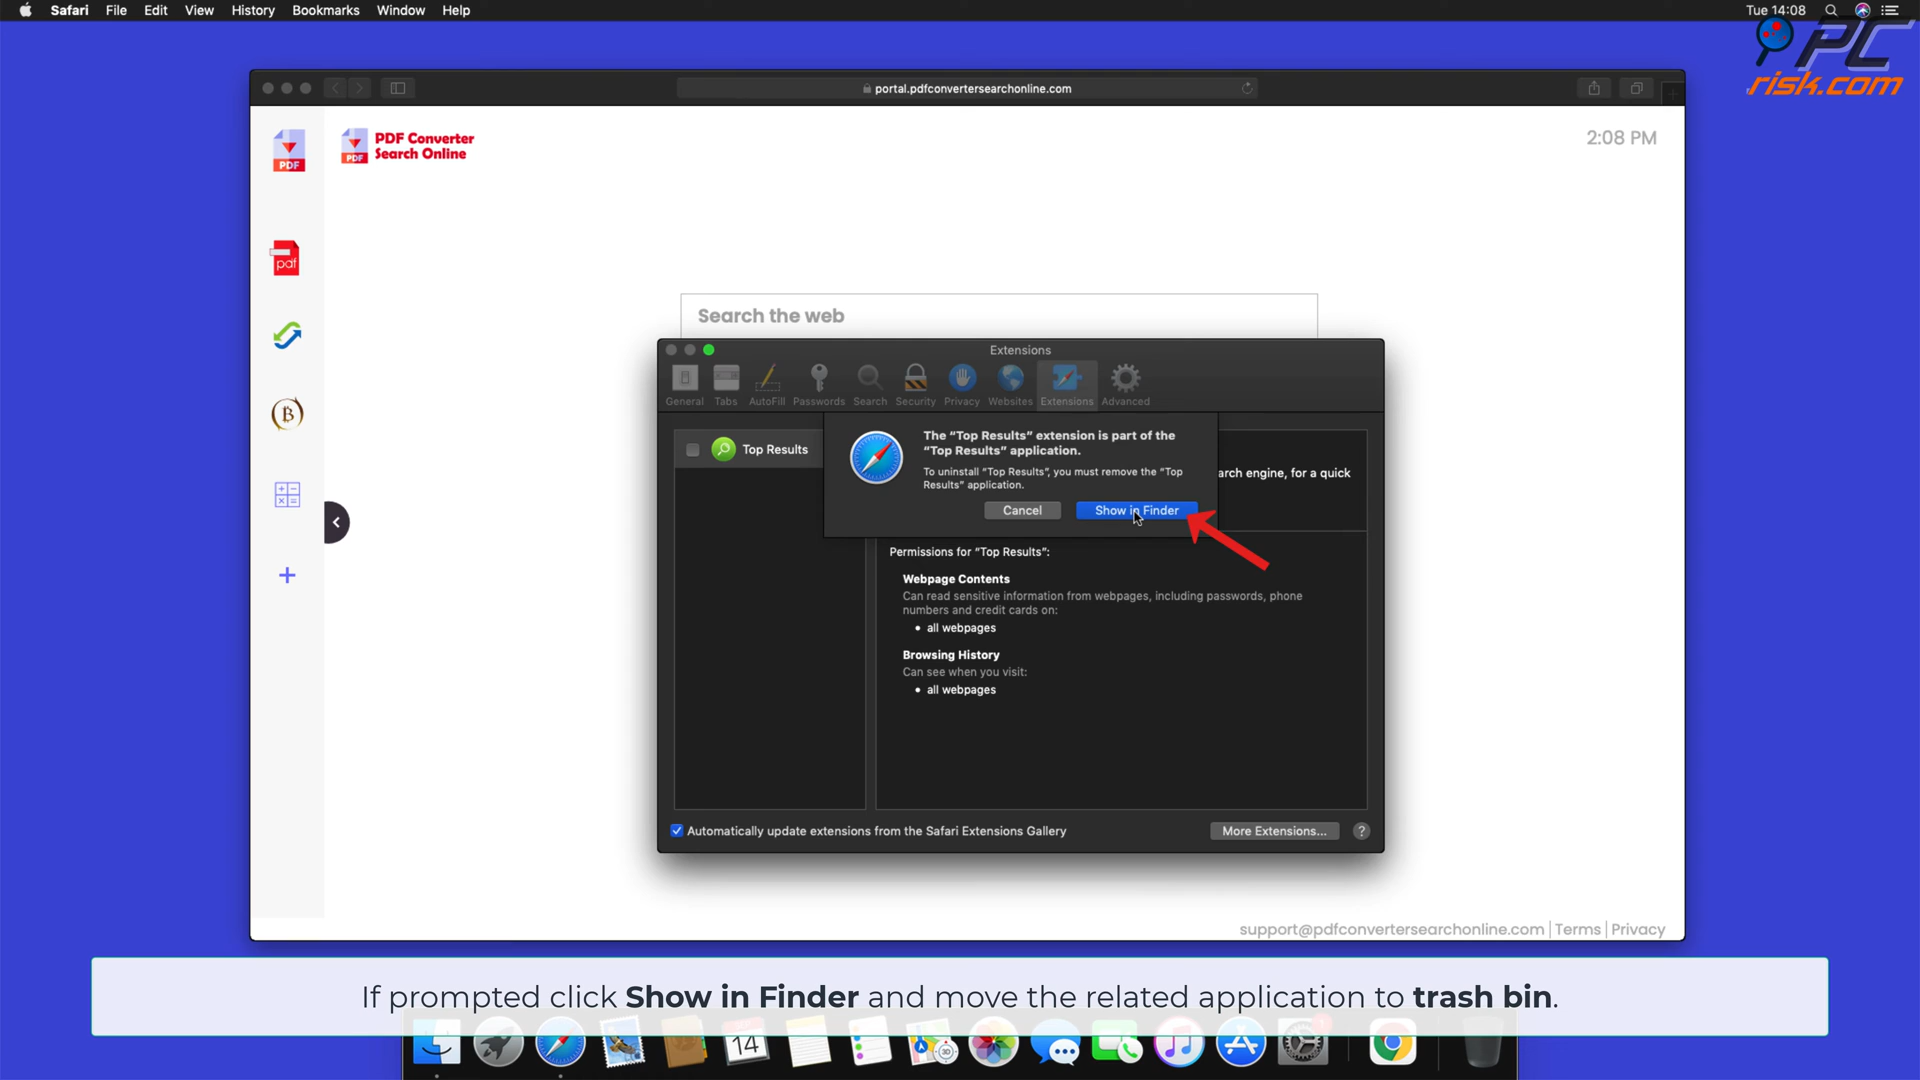 Safari File Edit View History Bookmarks Window Help
Tue 14:08
PC
risk.com
portal.pdfconvertersearchonline.com
PDF
PDF
PDF Converter
Search Online
2:08 PM
pdf
Search the web
Extensions
General Tabs AutoFill Passwords Search Security Privacy Websites Extensions Advanced
Top Results
The “Top Results” extension is part of the
“Top Results” application.
To uninstall “Top Results”, you must remove the “Top
Results” application.
Cancel Show in Finder
arch engine, for a quick
Permissions for “Top Results”:
Webpage Contents
Can read sensitive information from webpages, including passwords, phone
numbers and credit cards on:
• all webpages
Browsing History
Can see when you visit:
• all webpages
Automatically update extensions from the Safari Extensions Gallery
More Extensions... ?
support@pdfconvertersearchonline.com | Terms | Privacy
If prompted click Show in Finder and move the related application to trash bin.
14